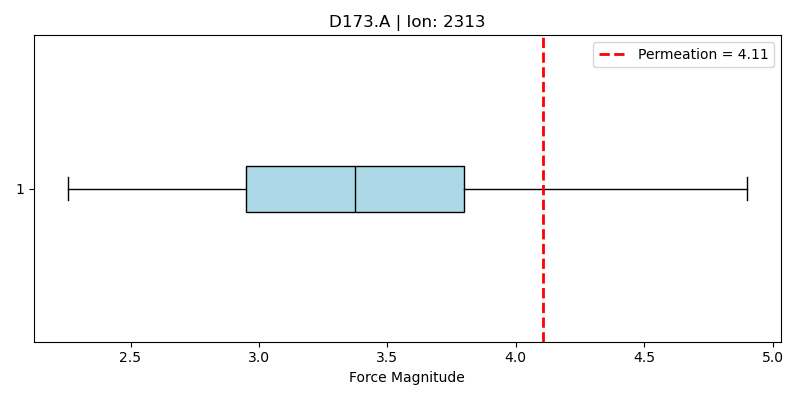 D173.A | Ion: 2313
Permeation = 4.11
1
2.5 3.0 3.5 4.0 4.5 5.0
Force Magnitude